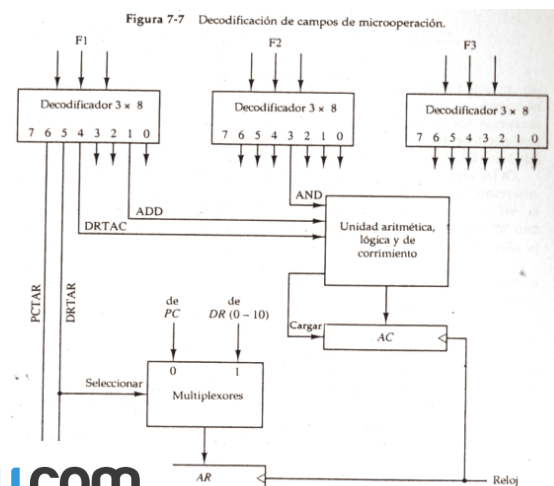 Figura 7-7 Decodificación de campos de microoperación.
F1
F2
F3
Decodificador 3 × 8
7 6 5 4 3 2 1 0
Decodificador 3 × 8
7 6 5 4 3 2 1 0
Decodificador 3 × 8
7 6 5 4 3 2 1 0
AND
ADD
DRTAC
Unidad aritmética,
lógica y de
corrimiento
PCTAR
DRTAR
de
PC
de
DR (0 – 10)
Cargar
AC
0 1
Seleccionar
Multiplexores
AR
Reloj
.com